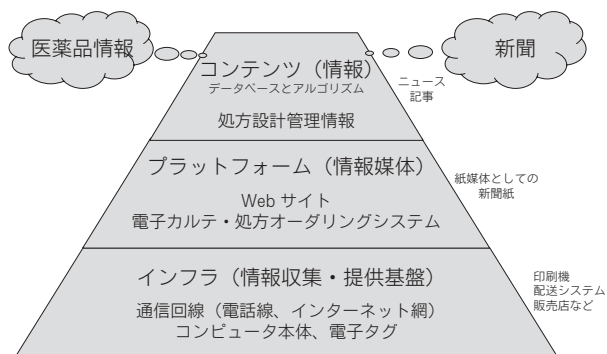 医薬品情報
新聞
コンテンツ（情報）
データベースとアルゴリズム
処方設計管理情報
ニュース
記事
プラットフォーム（情報媒体）
Web サイト
電子カルテ・処方オーダリングシステム
紙媒体としての
新聞紙
インフラ（情報収集・提供基盤）
通信回線（電話線、インターネット網）
コンピュータ本体、電子タグ
印刷機
配送システム
販売店など